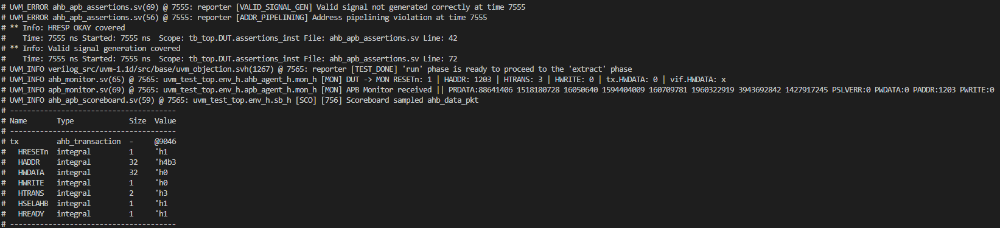 # UVM_ERROR ahb_apb_assertions.sv(69) @ 7555: reporter [VALID_SIGNAL_GEN] Valid signal not generated correctly at time 7555
# UVM_ERROR ahb_apb_assertions.sv(56) @ 7555: reporter [ADDR_PIPELINING] Address pipelining violation at time 7555
# ** Info: HRESP OKAY covered
#    Time: 7555 ns Started: 7555 ns  Scope: tb_top.DUT.assertions_inst File: ahb_apb_assertions.sv Line: 42
# ** Info: Valid signal generation covered
#    Time: 7555 ns Started: 7555 ns  Scope: tb_top.DUT.assertions_inst File: ahb_apb_assertions.sv Line: 72
# UVM_INFO verilog_src/uvm-1.1d/src/base/uvm_objection.svh(1267) @ 7565: reporter [TEST_DONE] 'run' phase is ready to proceed to the 'extract' phase
# UVM_INFO ahb_monitor.sv(65) @ 7565: uvm_test_top.env_h.ahb_agent_h.mon_h [MON] DUT -> MON RESETn: 1 | HADDR: 1203 | HTRANS: 3 | HWRITE: 0 | tx.HWDATA: 0 | vif.HWDATA: x
# UVM_INFO apb_monitor.sv(69) @ 7565: uvm_test_top.env_h.apb_agent_h.mon_h [MON] APB Monitor received || PRDATA:88641406 1518180728 16050640 1594404009 160709781 1960322919 3943692842 1427917245 PSLVERR:0 PWDATA:0 PADDR:1203 PWRITE:0
# UVM_INFO ahb_apb_scoreboard.sv(59) @ 7565: uvm_test_top.env_h.sb_h [SCO] [756] Scoreboard sampled ahb_data_pkt
# ---------------------------------------
# Name       Type             Size  Value
# ---------------------------------------
# tx         ahb_transaction  -     @9046
#   HRESETn  integral         1     'h1
#   HADDR    integral         32    'h4b3
#   HWDATA   integral         32    'h0
#   HWRITE   integral         1     'h0
#   HTRANS   integral         2     'h3
#   HSELAHB  integral         1     'h1
#   HREADY   integral         1     'h1
# ---------------------------------------